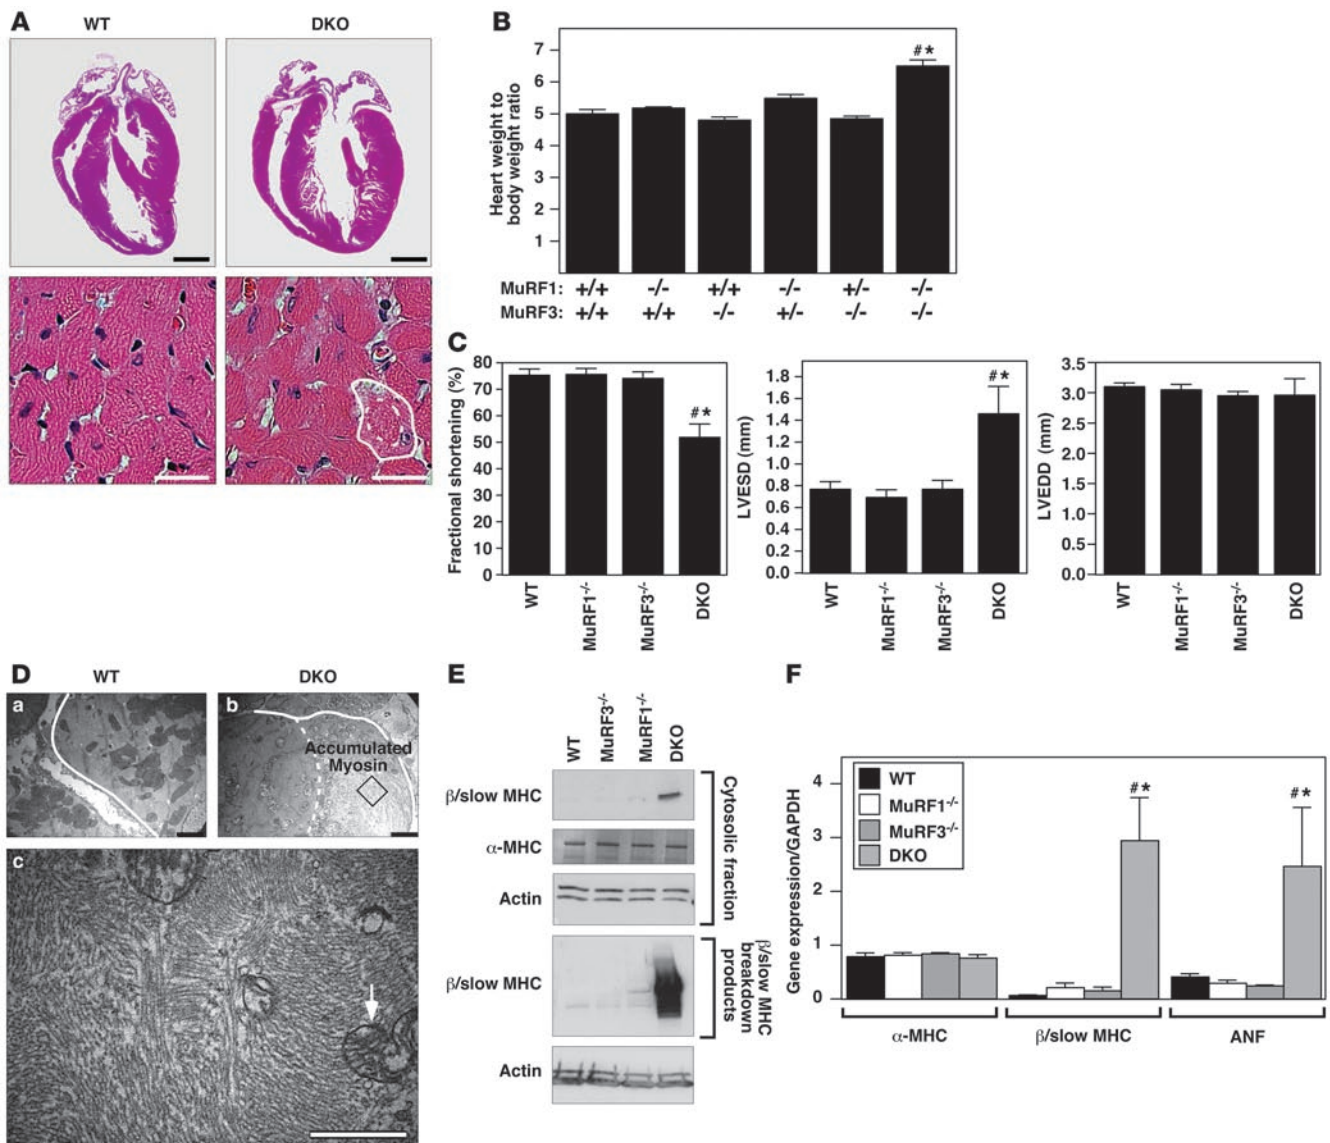 A
WT
DKO
B
Heart weight to
body weight ratio
7
6
5
4
3
2
1
#*
MuRF1: +/+ -/- +/+ -/- +/- -/-
MuRF3: +/+ +/+ -/- +/- -/- -/-
C
Fractional shortening (%)
80
70
60
50
40
30
20
10
0
#*
WT
MuRF1-/-
MuRF3-/-
DKO
LVESD (mm)
1.8
1.6
1.4
1.2
1.0
0.8
0.6
0.4
0.2
0.0
#*
WT
MuRF1-/-
MuRF3-/-
DKO
LVEDD (mm)
3.5
3.0
2.5
2.0
1.5
1.0
0.5
0.0
WT
MuRF1-/-
MuRF3-/-
DKO
D
WT
DKO
a
b
Accumulated
Myosin
c
E
WT
MuRF3-/-
MuRF1-/-
DKO
β/slow MHC
α-MHC
Actin
Cytosolic fraction
β/slow MHC
β/slow MHC
breakdown
products
Actin
F
Gene expression/GAPDH
4
3
2
1
0
WT
MuRF1-/-
MuRF3-/-
DKO
#*
#*
α-MHC
β/slow MHC
ANF